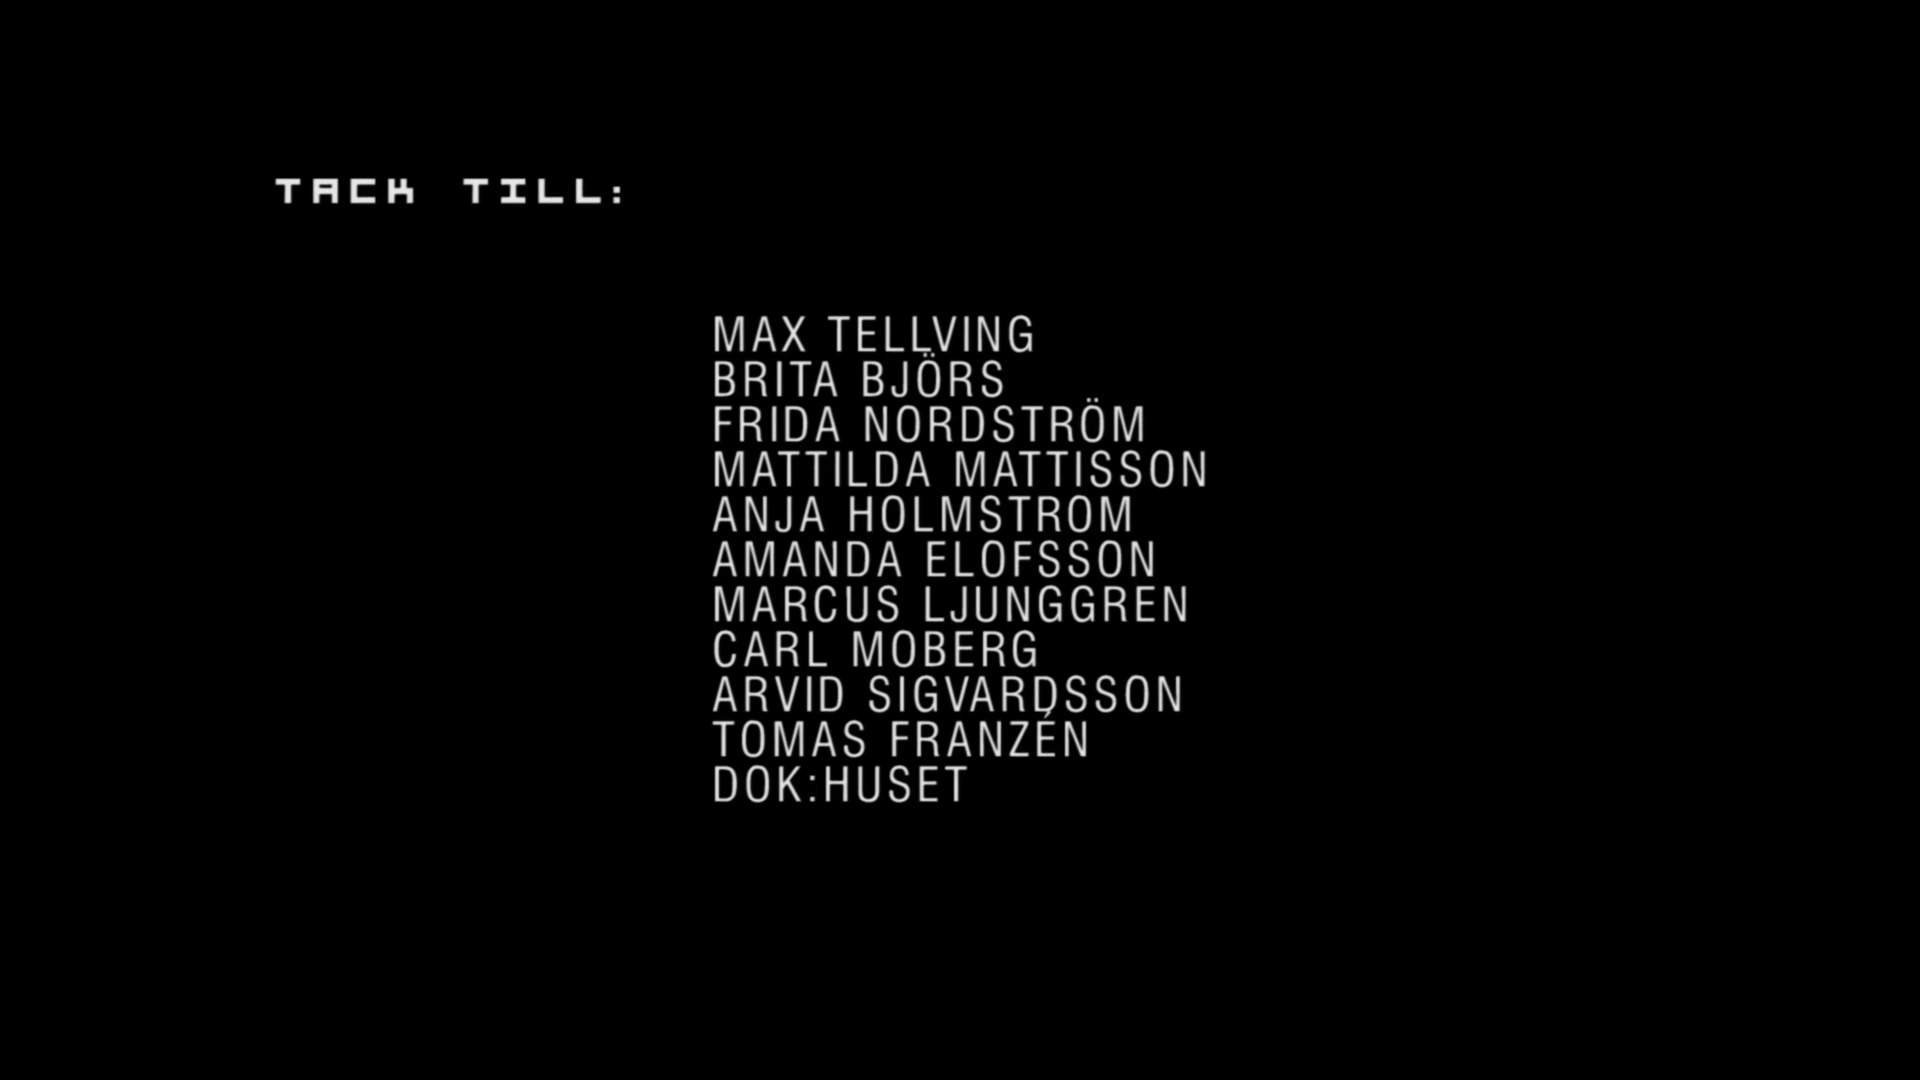 TACK TILL:
MAX TELLVING
BRITA BJÖRS
FRIDA NORDSTRÖM
MATTILDA MATTISSON
ANJA HOLMSTROM
AMANDA ELOFSSON
MARCUS LJUNGGREN
CARL MOBERG
ARVID SIGVARDSSON
TOMAS FRANZÉN
DOK:HUSET